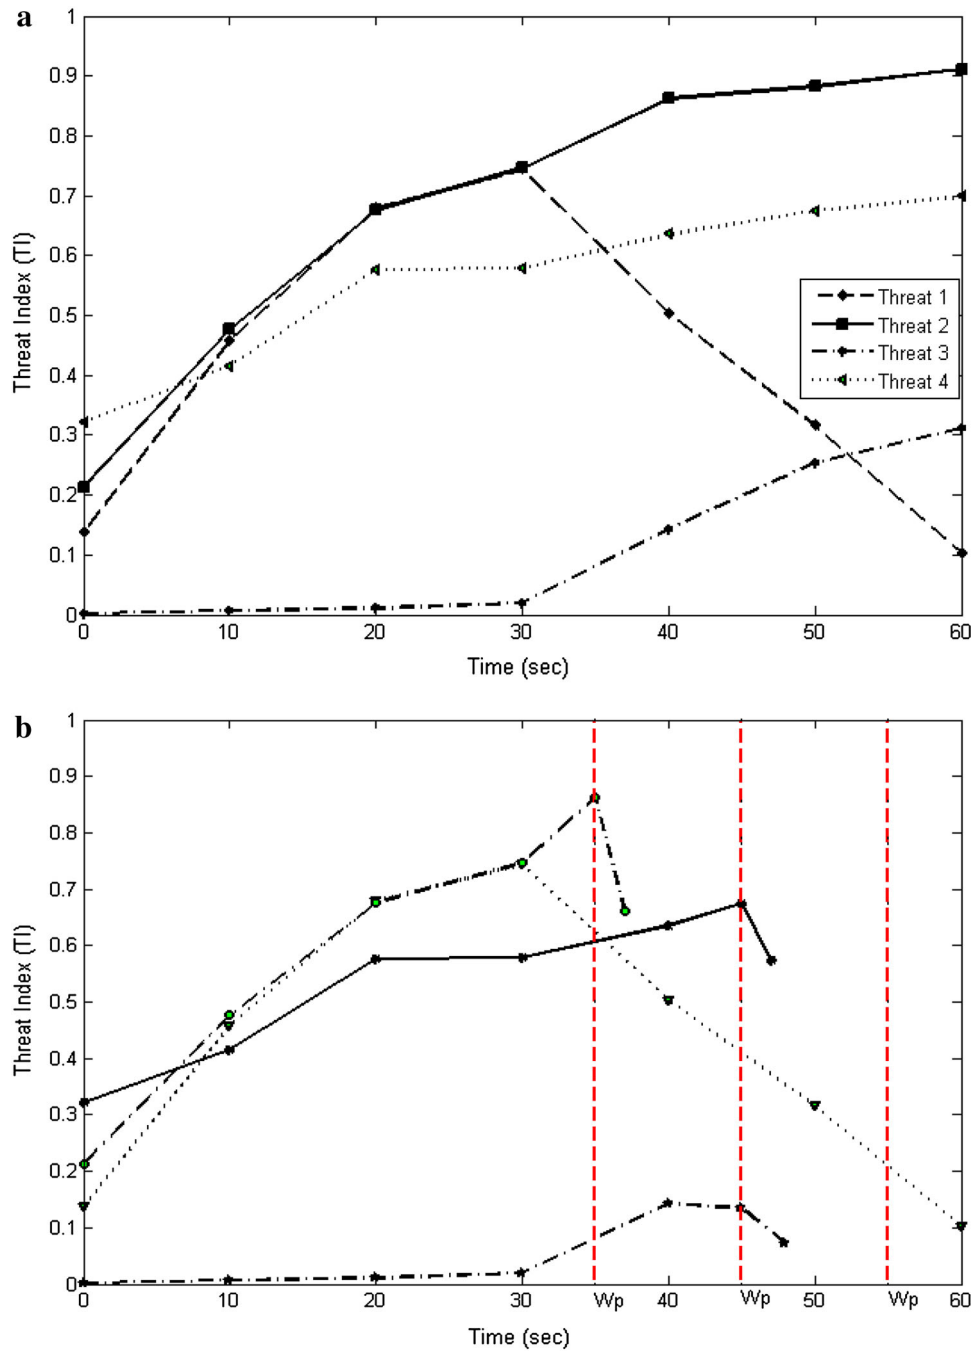 a
1
0.9
0.8
0.7
0.6
0.5
0.4
0.3
0.2
0.1
0
Threat Index (TI)
Threat 1
Threat 2
Threat 3
Threat 4
0 10 20 30 40 50 60
Time (sec)
b
1
0.9
0.8
0.7
0.6
0.5
0.4
0.3
0.2
0.1
0
Threat Index (TI)
0 10 20 30 Wp 40 Wp 50 Wp 60
Time (sec)